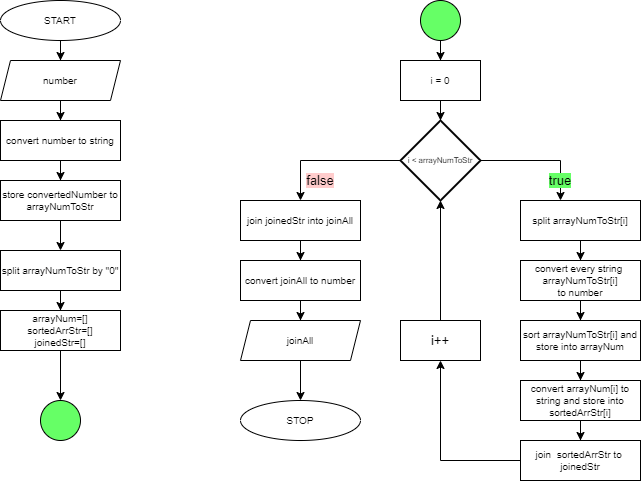 START
number
convert number to string
store convertedNumber to
arrayNumToStr
split arrayNumToStr by "0"
arrayNum=[]
sortedArrStr=[]
joinedStr=[]
i = 0
i < arrayNumToStr
false
true
join joinedStr into joinAll
convert joinAll to number
joinAll
STOP
i++
split arrayNumToStr[i]
convert every string
arrayNumToStr[i]
to number
sort arrayNumToStr[i] and
store into arrayNum
convert arrayNum[i] to
string and store into
sortedArrStr[i]
join sortedArrStr to
joinedStr